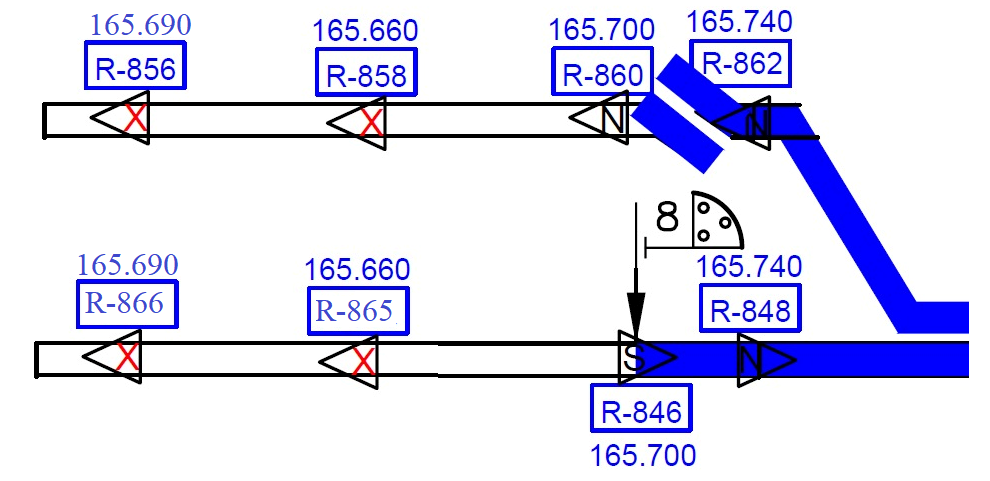 165.690
165.660
165.700
165.740
R-856
R-858
R-860
R-862
X
X
N
N
8
165.690
165.660
165.740
R-866
R-865
R-848
X
X
S
N
R-846
165.700